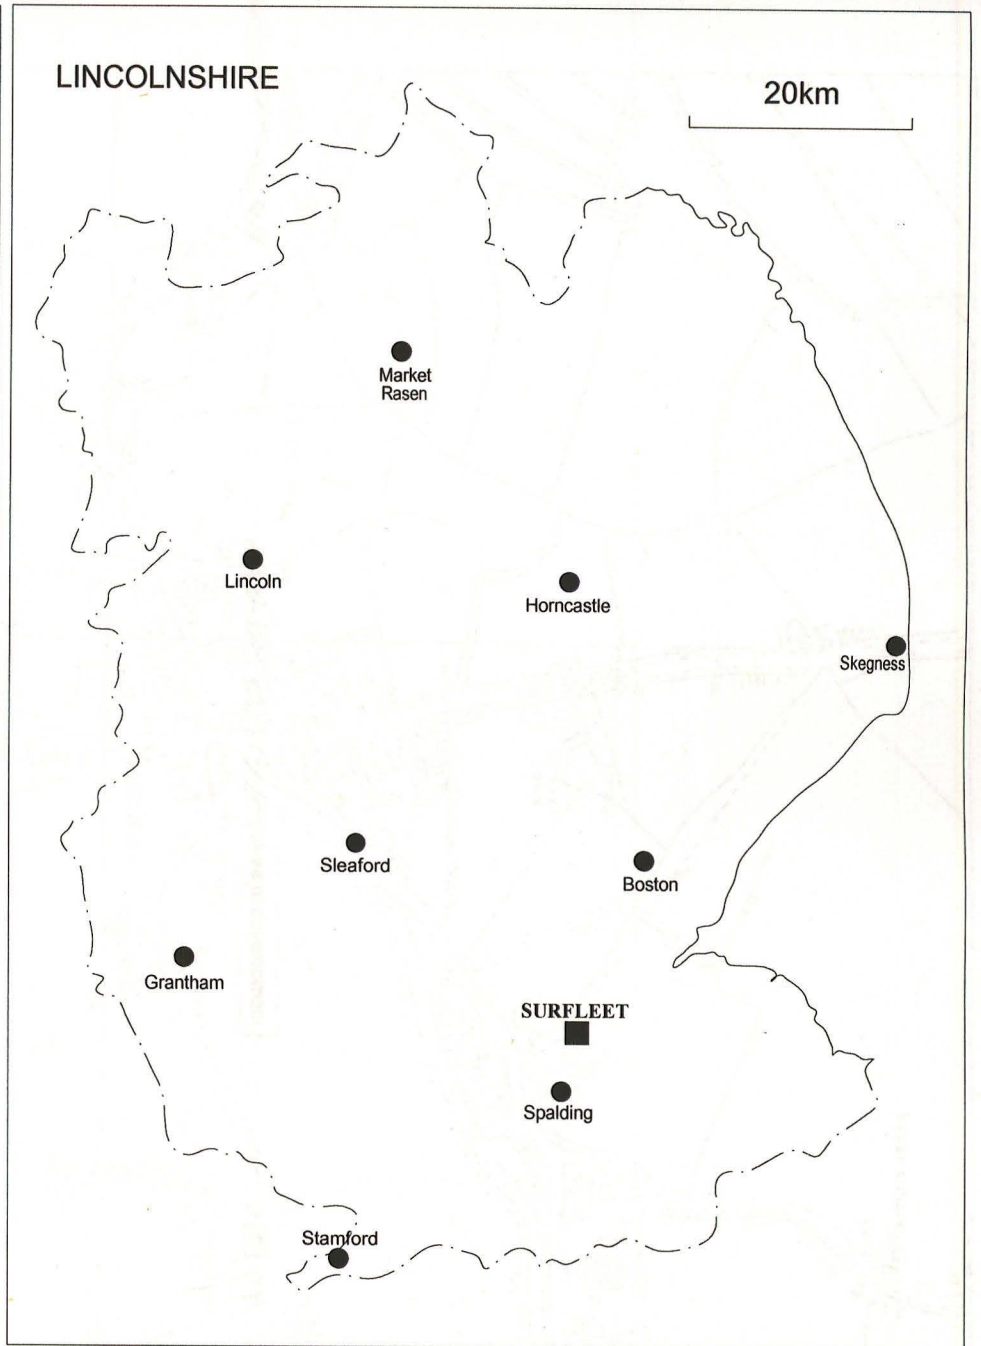 LINCOLNSHIRE
20km
Market
Rasen
Lincoln
Horncastle
Skegness
Sleaford
Boston
Grantham
SURFLEET
Spalding
Stamford